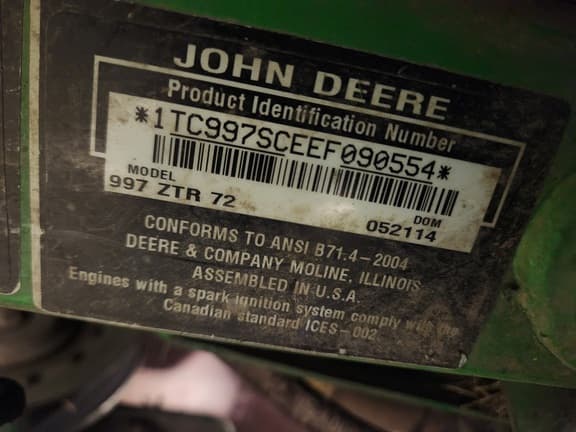 JOHN DEERE
Product Identification Number
*1TC997SCEEF090554*
MODEL DOM
997 ZTR 72 052114
CONFORMS TO ANSI B71.4-2004
DEERE & COMPANY MOLINE, ILLINOIS
ASSEMBLED IN U.S.A.
Engines with a spark ignition system comply with the
Canadian standard ICES-002